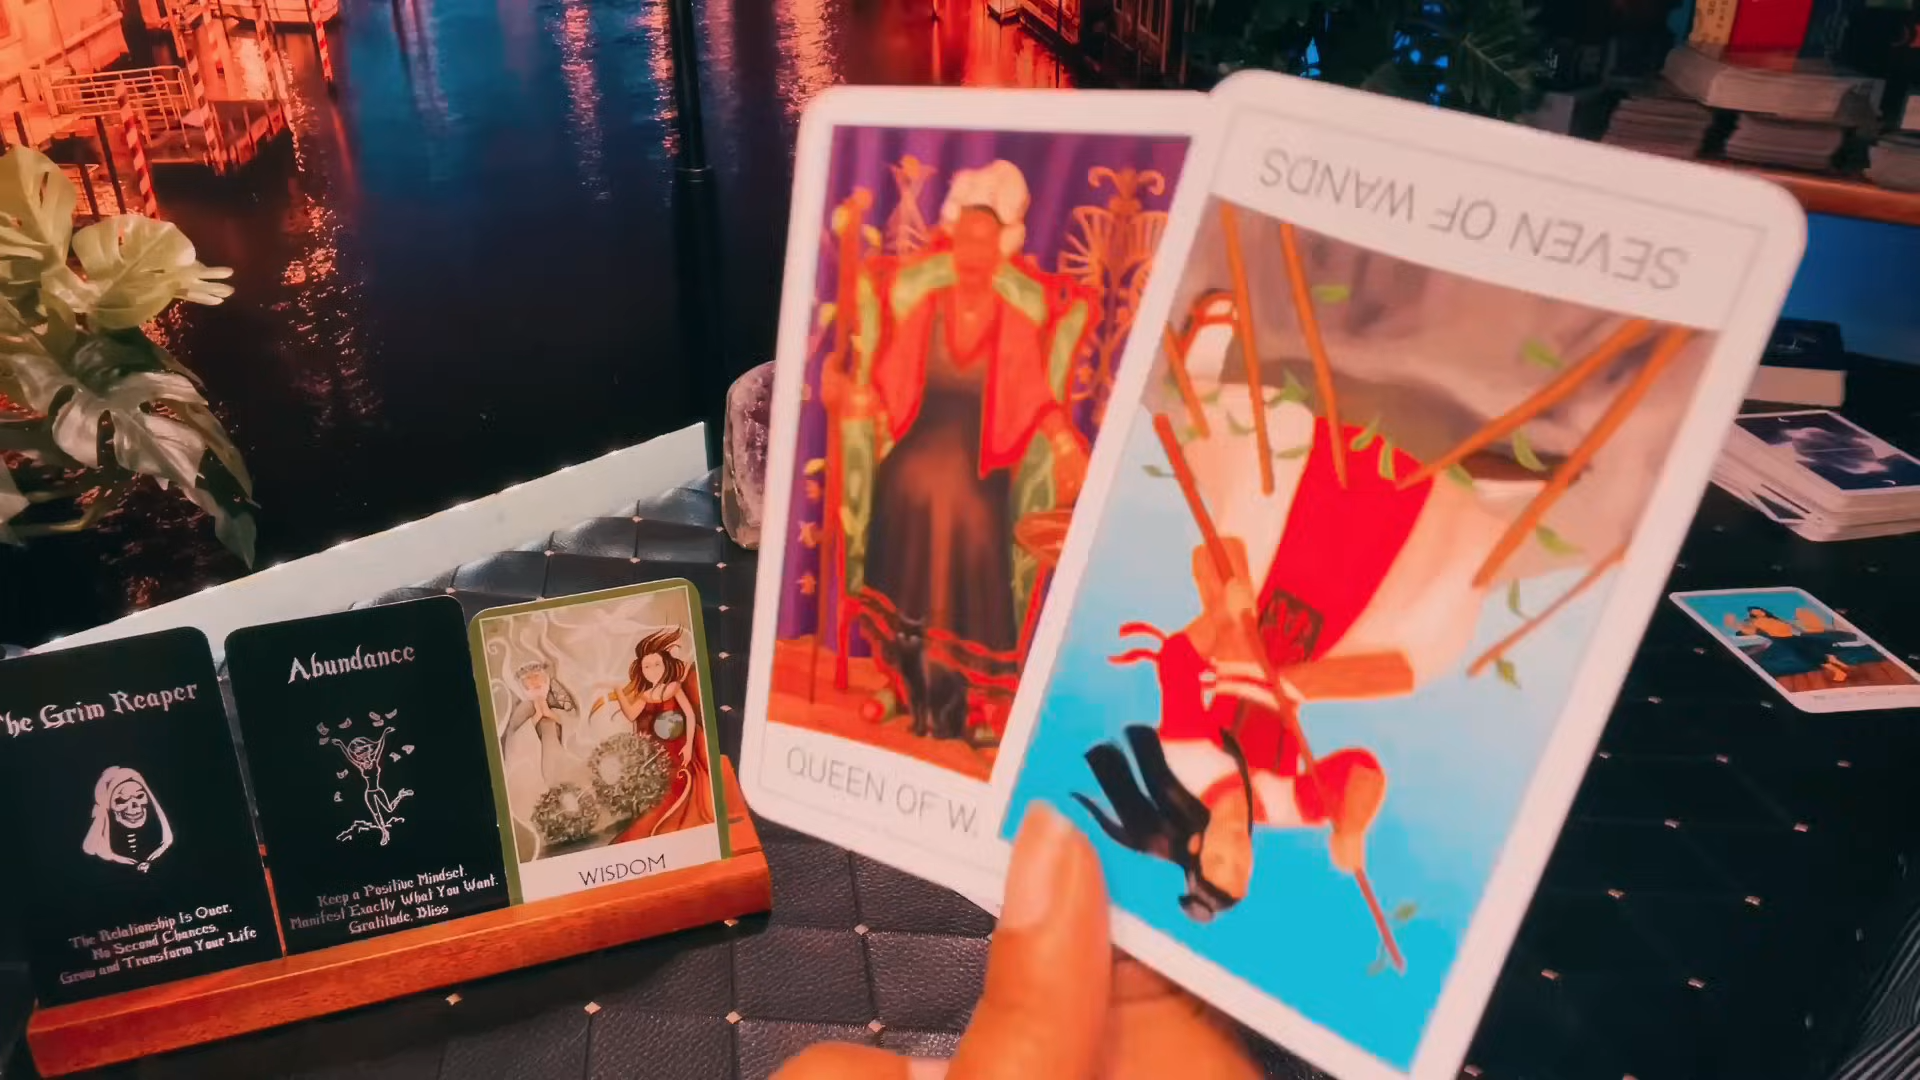 The Grim Reaper
The Relationship Is Over,
No Second Chances,
Grow and Transform Your Life
Abundance
Keep a Positive Mindset,
Manifest Exactly What You Want,
Gratitude, Bliss
WISDOM
QUEEN OF W
SEVEN OF WANDS